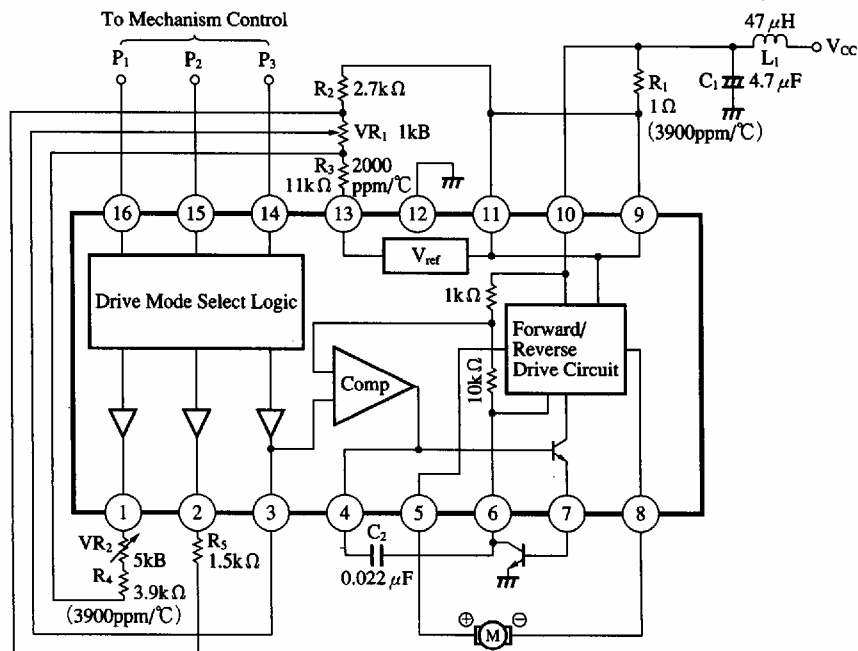 To Mechanism Control
P1 P2 P3
47 μH
L1
VCC
C1 4.7 μF
R1
1Ω
(3900ppm/℃)
R2 2.7kΩ
VR1 1kB
R3 2000
11kΩ ppm/℃
16 15 14 13 12 11 10 9
Vref
Drive Mode Select Logic
1kΩ
Forward/
Reverse
Drive Circuit
Comp
10kΩ
1 2 3 4 5 6 7 8
VR2
5kB
R4
3.9kΩ
(3900ppm/℃)
R5
1.5kΩ
C2
0.022 μF
⊕ M ⊖